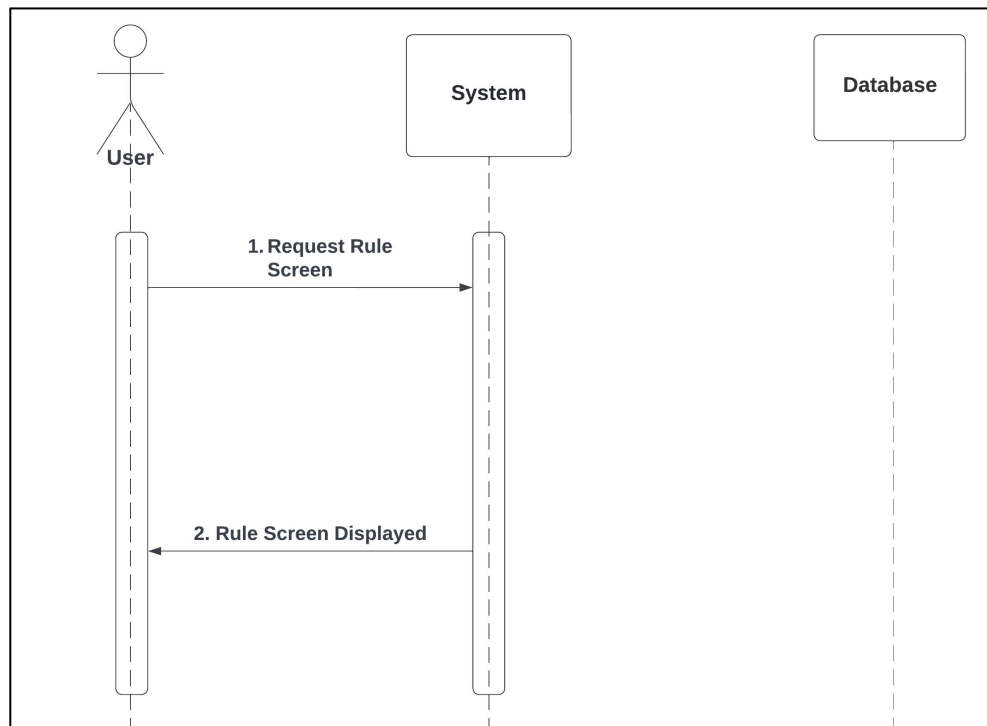 System
Database
User
1. Request Rule
Screen
2. Rule Screen Displayed